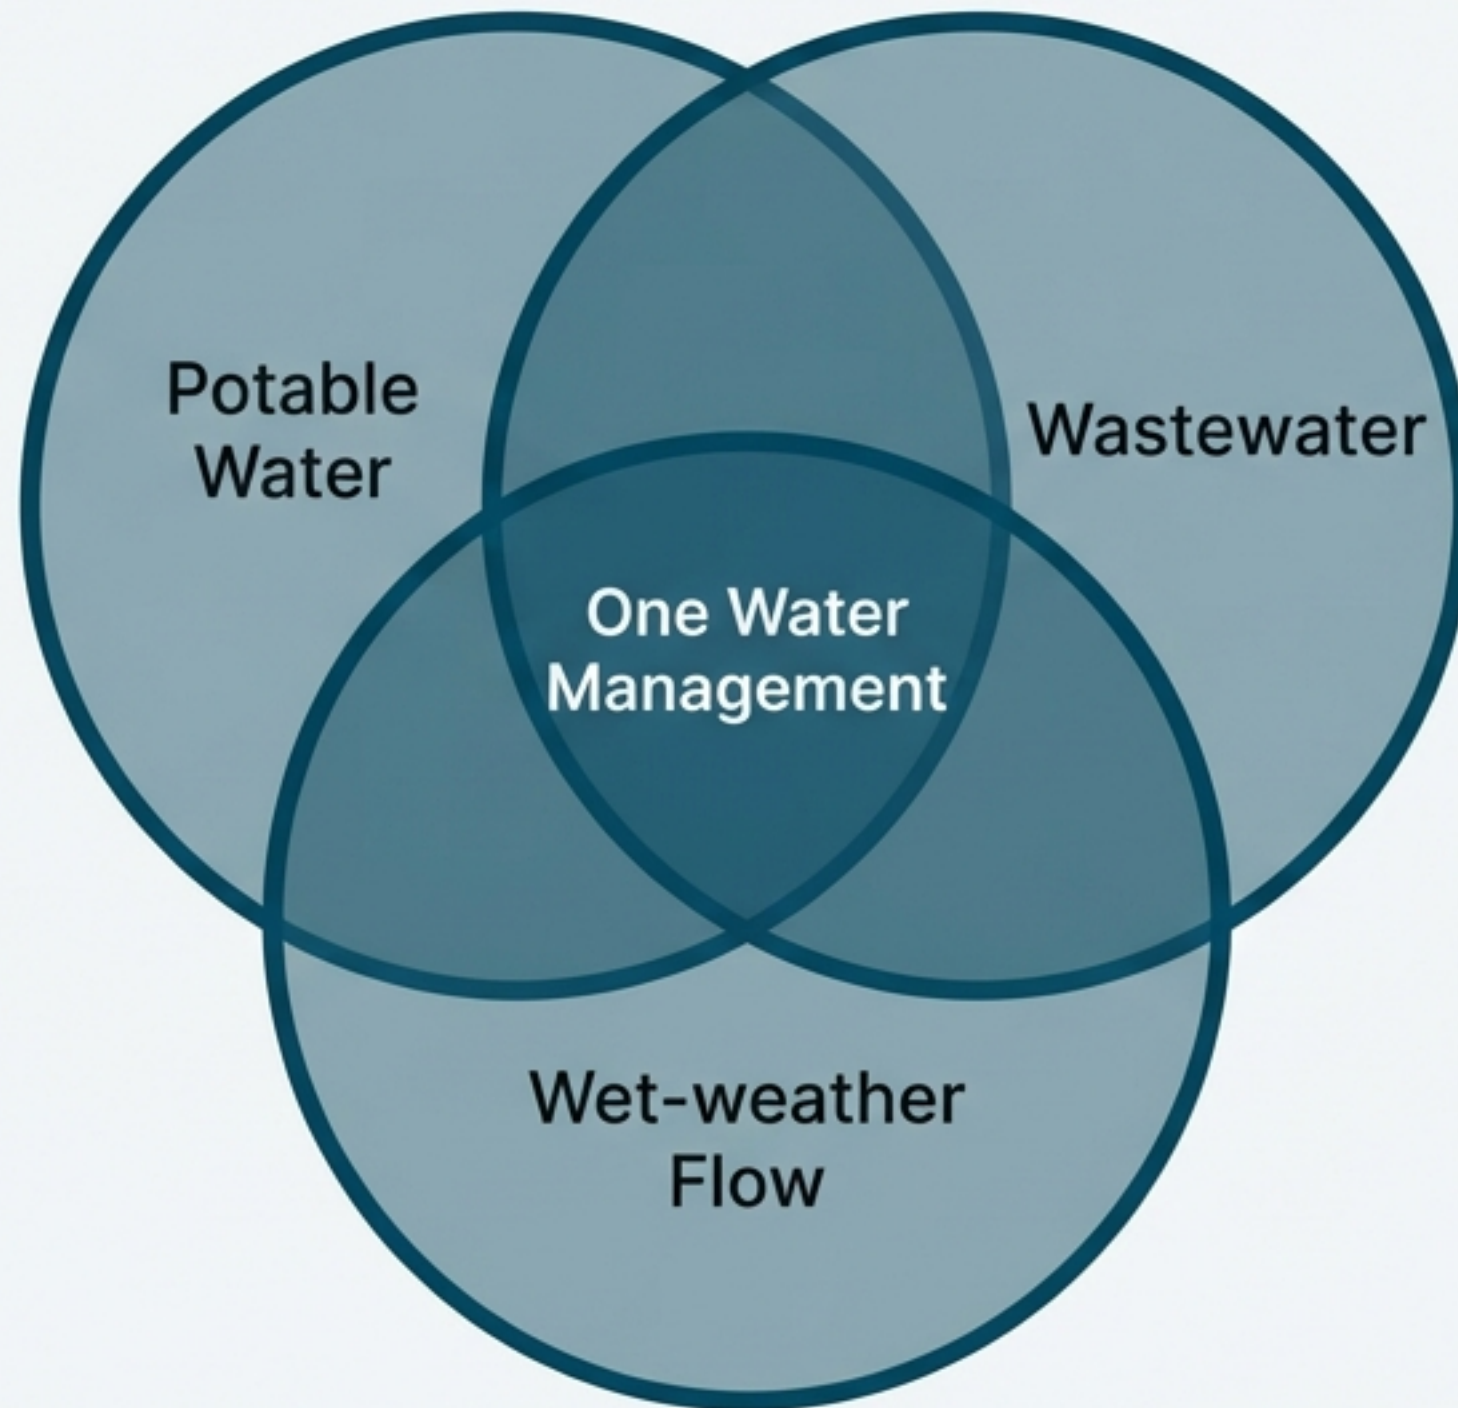 Potable
Water
Wastewater
One Water
Management
Wet-weather
Flow